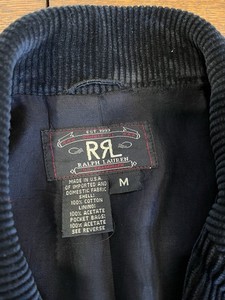 EST. 1993
RRL
RALPH LAUREN
M
MADE IN U.S.A.
OF IMPORTED AND
DOMESTIC FABRIC
SHELL:
100% COTTON
LINING:
100% ACETATE
POCKET BAGS:
100% ACETATE
SEE REVERSE